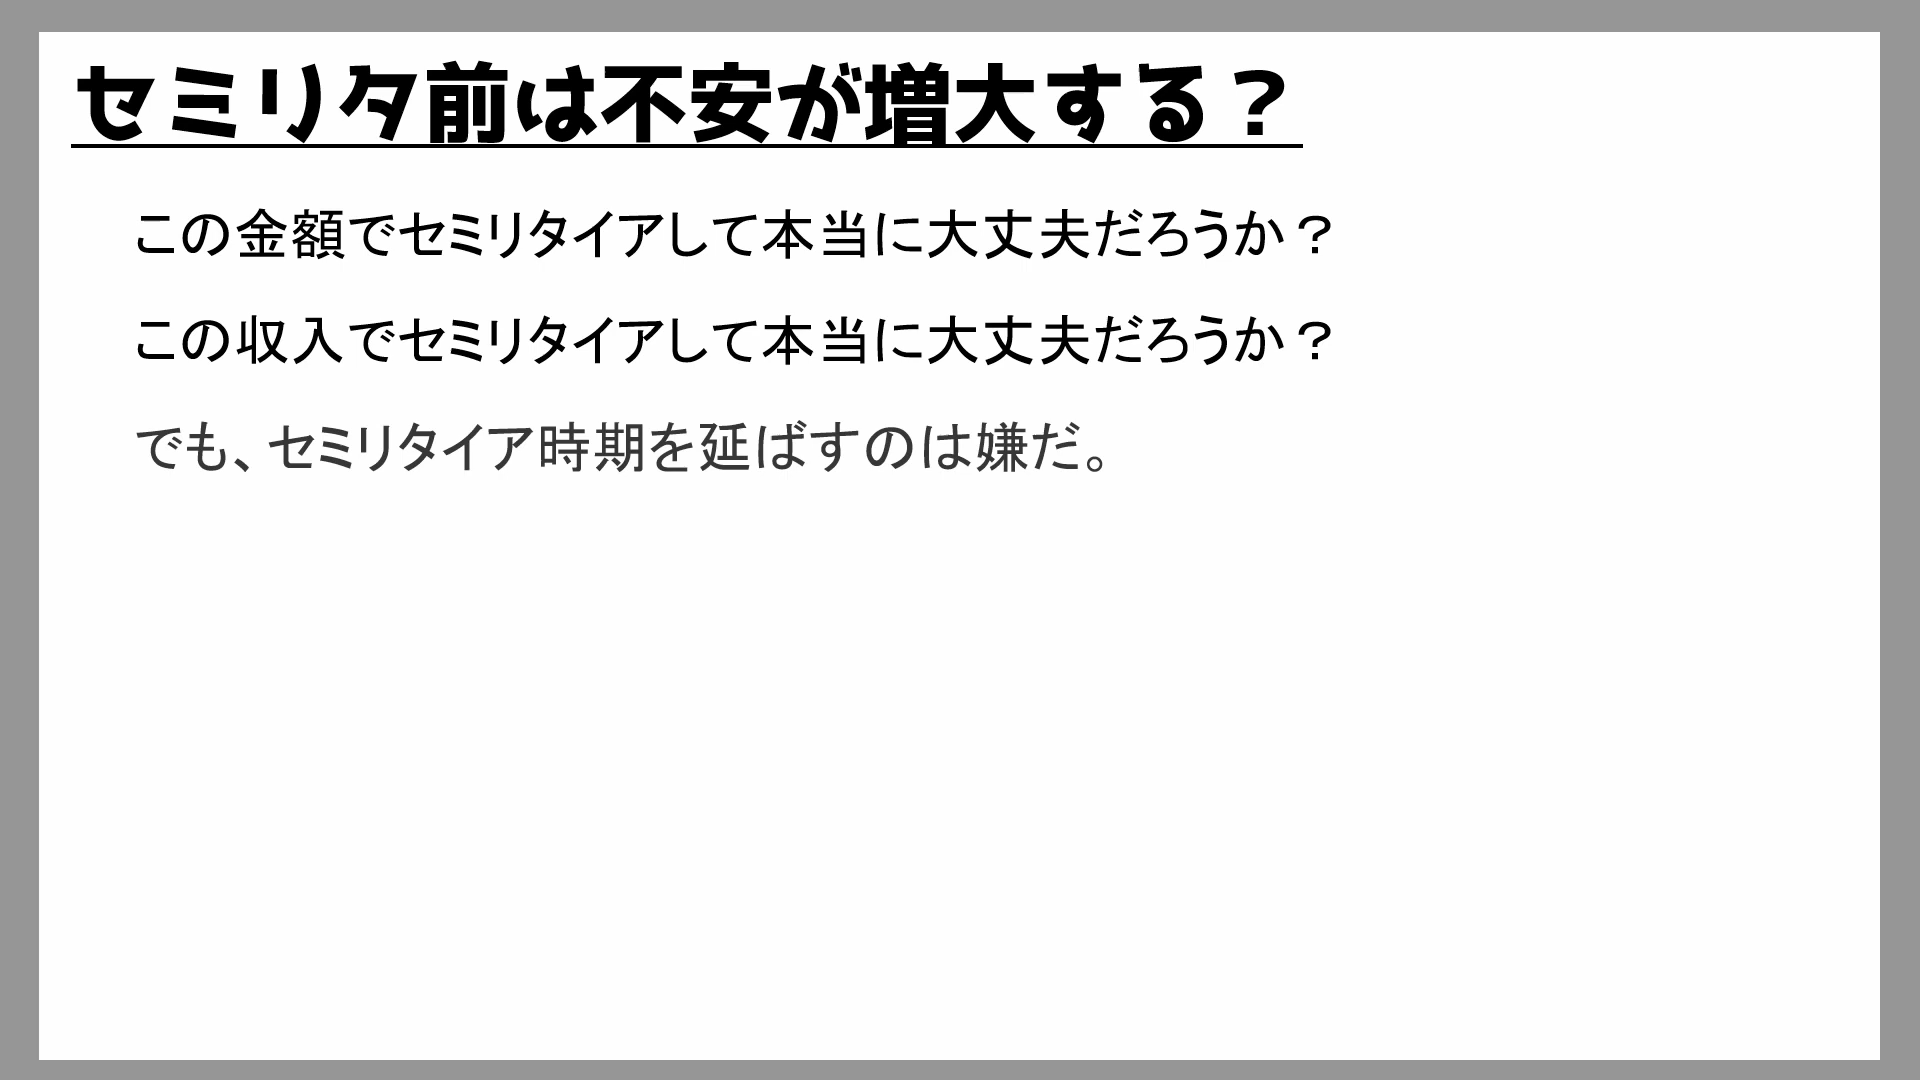 セミリタ前は不安が増大する？
この金額でセミリタイアして本当に大丈夫だろうか？
この収入でセミリタイアして本当に大丈夫だろうか？
でも、セミリタイア時期を延ばすのは嫌だ。